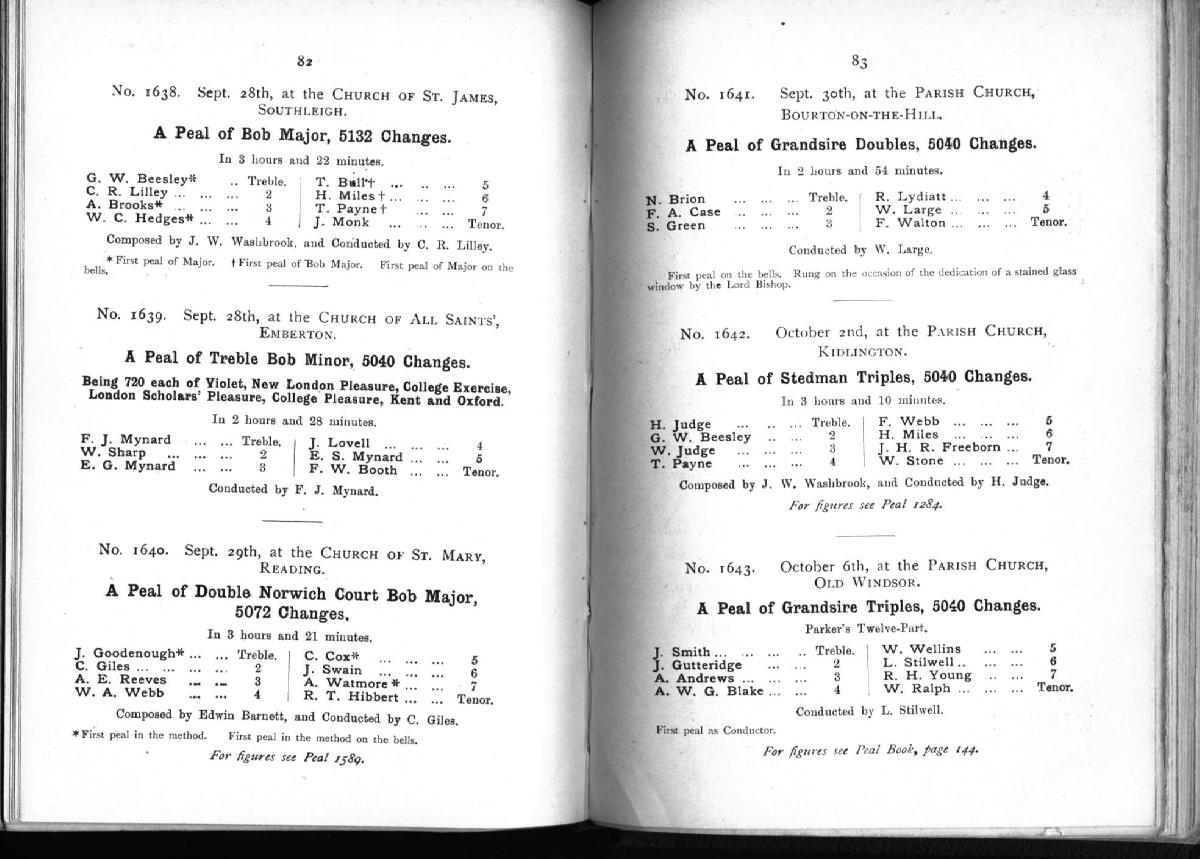 82
No. 1638. Sept. 28th, at the Church of St. James,
Southleigh.
A Peal of Bob Major, 5132 Changes.
In 3 hours and 22 minutes.
G. W. Beesley* .. Treble. T. Bull† ... .. ... 5
C. R. Lilley ... ... ... 2 H. Miles † ... ... ... 6
A. Brooks* ... ... ... 3 T. Payne † ... ... 7
W. C. Hedges* ... ... 4 J. Monk ... ... ... Tenor.
Composed by J. W. Washbrook, and Conducted by C. R. Lilley.
* First peal of Major. † First peal of Bob Major. First peal of Major on the
bells.
No. 1639. Sept. 28th, at the Church of All Saints',
Emberton.
A Peal of Treble Bob Minor, 5040 Changes.
Being 720 each of Violet, New London Pleasure, College Exercise,
London Scholars' Pleasure, College Pleasure, Kent and Oxford.
In 2 hours and 28 minutes.
F. J. Mynard ... ... Treble. J. Lovell ... ... ... 4
W. Sharp ... ... ... 2 E. S. Mynard ... ... 5
E. G. Mynard ... ... 3 F. W. Booth ... ... Tenor.
Conducted by F. J. Mynard.
No. 1640. Sept. 29th, at the Church of St. Mary,
Reading.
A Peal of Double Norwich Court Bob Major,
5072 Changes.
In 3 hours and 21 minutes.
J. Goodenough* ... ... Treble. C. Cox* ... ... ... 5
C. Giles ... ... ... ... 2 J. Swain ... ... ... 6
A. E. Reeves ... ... 3 A. Watmore * ... ... 7
W. A. Webb ... ... 4 R. T. Hibbert ... ... Tenor.
Composed by Edwin Barnett, and Conducted by C. Giles.
* First peal in the method. First peal in the method on the bells.
For figures see Peal 1589.
83
No. 1641. Sept. 30th, at the Parish Church,
Bourton-on-the-Hill.
A Peal of Grandsire Doubles, 5040 Changes.
In 2 hours and 54 minutes.
N. Brion ... ... ... Treble. R. Lydiatt ... ... ... 4
F. A. Case ... ... ... 2 W. Large ... ... ... 5
S. Green ... ... ... 3 F. Walton ... ... ... Tenor.
Conducted by W. Large.
First peal on the bells. Rung on the occasion of the dedication of a stained glass
window by the Lord Bishop.
No. 1642. October 2nd, at the Parish Church,
Kidlington.
A Peal of Stedman Triples, 5040 Changes.
In 3 hours and 10 minutes.
H. Judge ... .. ... Treble. F. Webb ... ... ... 5
G. W. Beesley .. ... 2 H. Miles ... ... ... 6
W. Judge ... ... ... 3 J. H. R. Freeborn ... 7
T. Payne ... ... ... 4 W. Stone ... ... ... Tenor.
Composed by J. W. Washbrook, and Conducted by H. Judge.
For figures see Peal 1284.
No. 1643. October 6th, at the Parish Church,
Old Windsor.
A Peal of Grandsire Triples, 5040 Changes.
Parker's Twelve-Part.
J. Smith ... ... ... .. Treble. W. Wellins ... ... 5
J. Gutteridge ... ... 2 L. Stilwell .. ... ... 6
A. Andrews ... ... ... 3 R. H. Young .. ... 7
A. W. G. Blake ... ... 4 W. Ralph ... ... ... Tenor.
Conducted by L. Stilwell.
First peal as Conductor.
For figures see Peal Book, page 144.